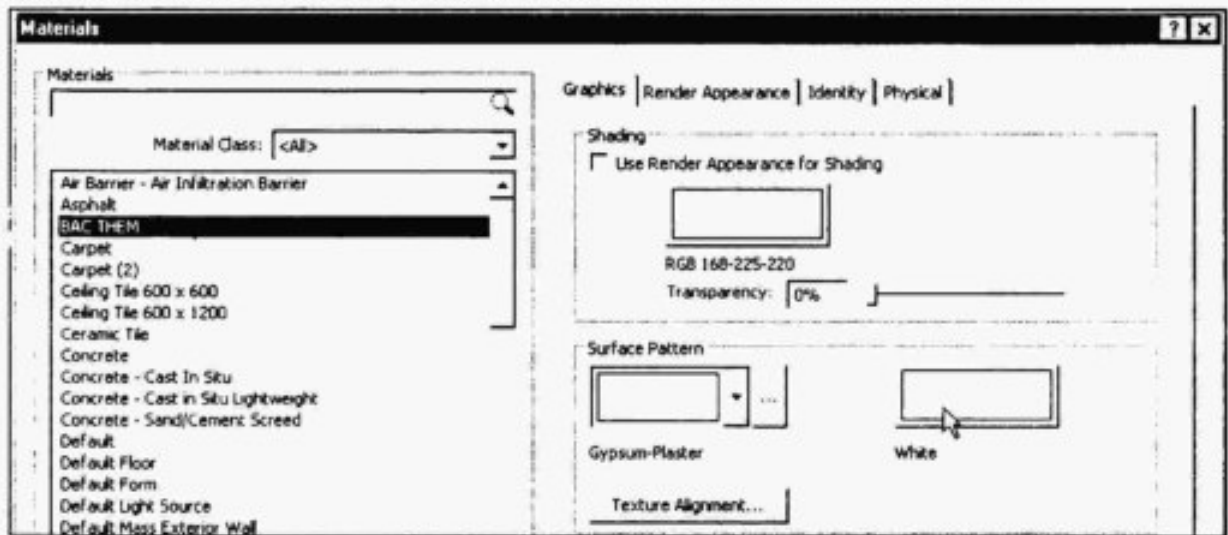 Materials
Materials
Material Class: <All>
Air Barrier - Air Infiltration Barrier
Asphalt
BAC THEM
Carpet
Carpet (2)
Ceiling Tile 600 x 600
Ceiling Tile 600 x 1200
Ceramic Tile
Concrete
Concrete - Cast In Situ
Concrete - Cast in Situ Lightweight
Concrete - Sand/Cement Screed
Default
Default Floor
Default Form
Default Light Source
Default Mass Exterior Wall
Graphics Render Appearance Identity Physical
Shading
Use Render Appearance for Shading
RGB 168-225-220
Transparency: 0%
Surface Pattern
...
Gypsum-Plaster
White
Texture Alignment...